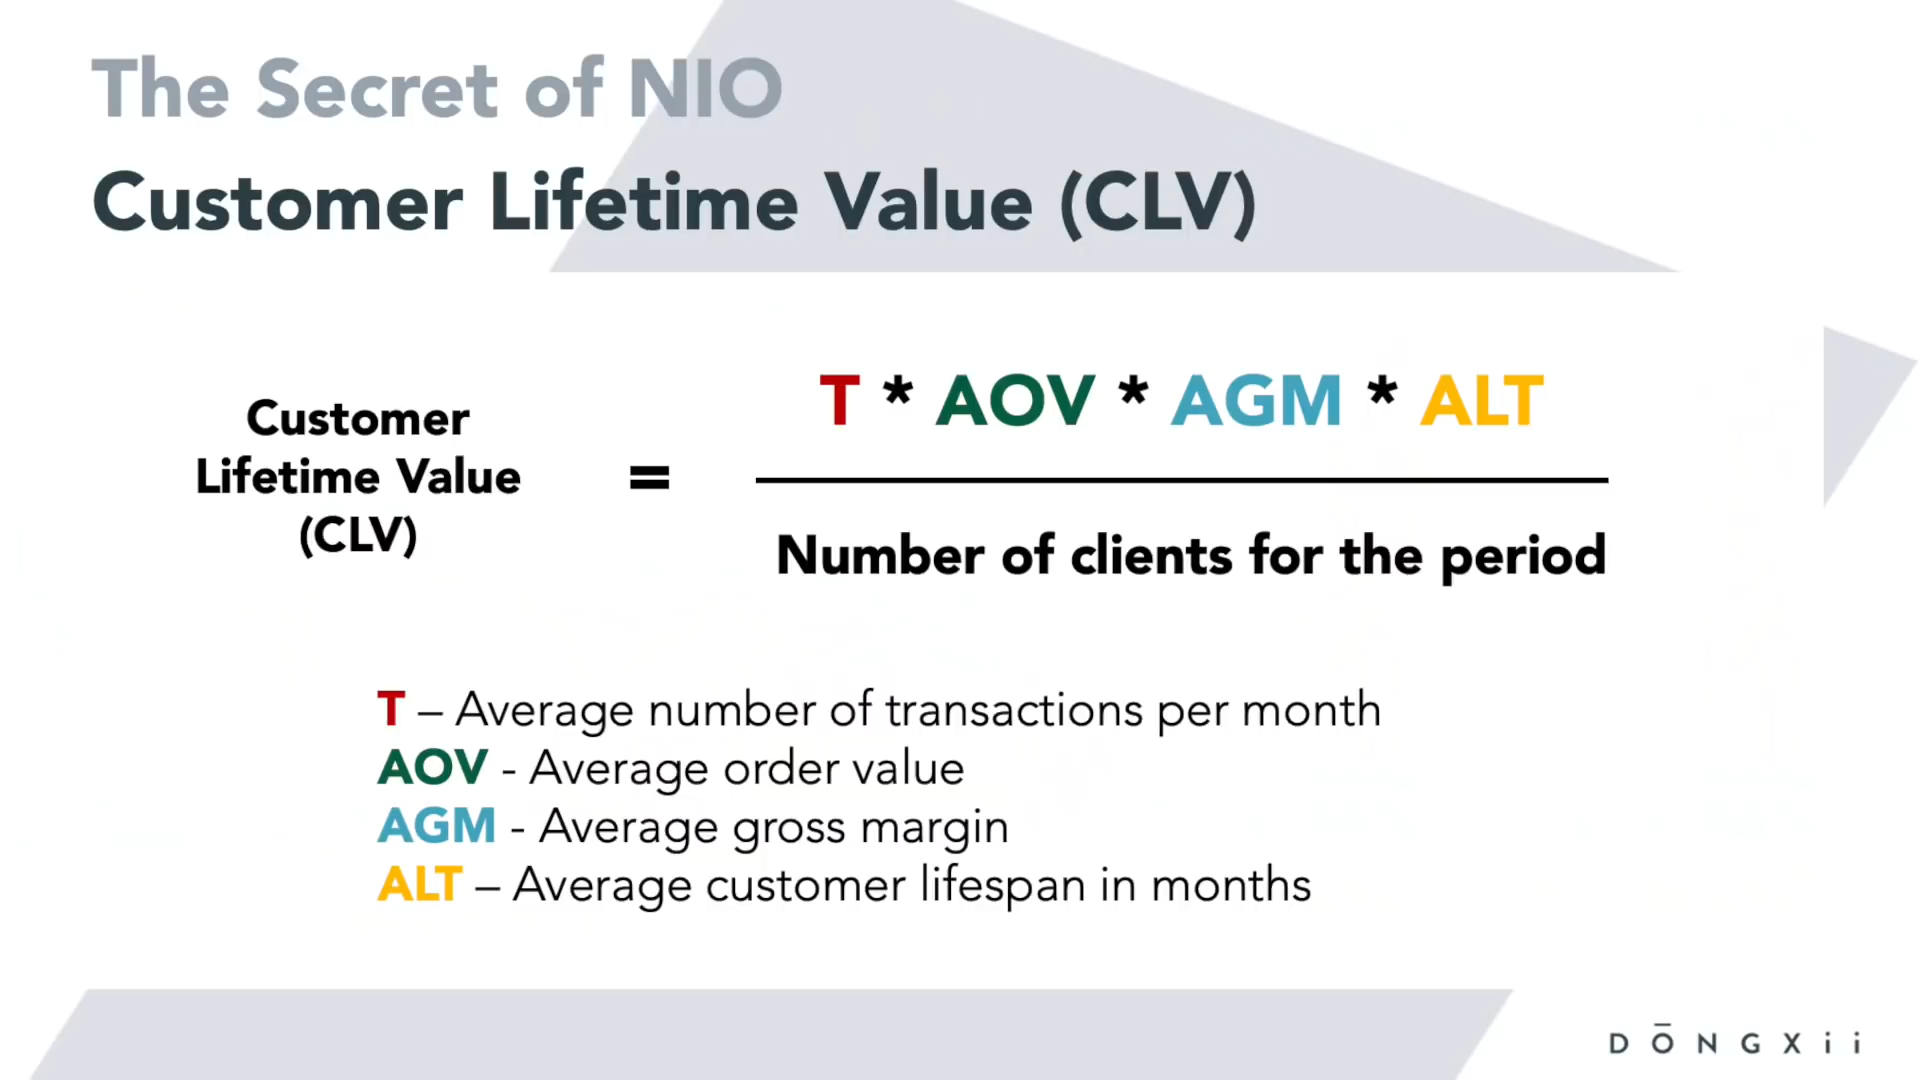 The Secret of NIO
Customer Lifetime Value (CLV)
Customer
Lifetime Value
(CLV)
=
T * AOV * AGM * ALT
Number of clients for the period
T – Average number of transactions per month
AOV - Average order value
AGM - Average gross margin
ALT – Average customer lifespan in months
DŌNGXii